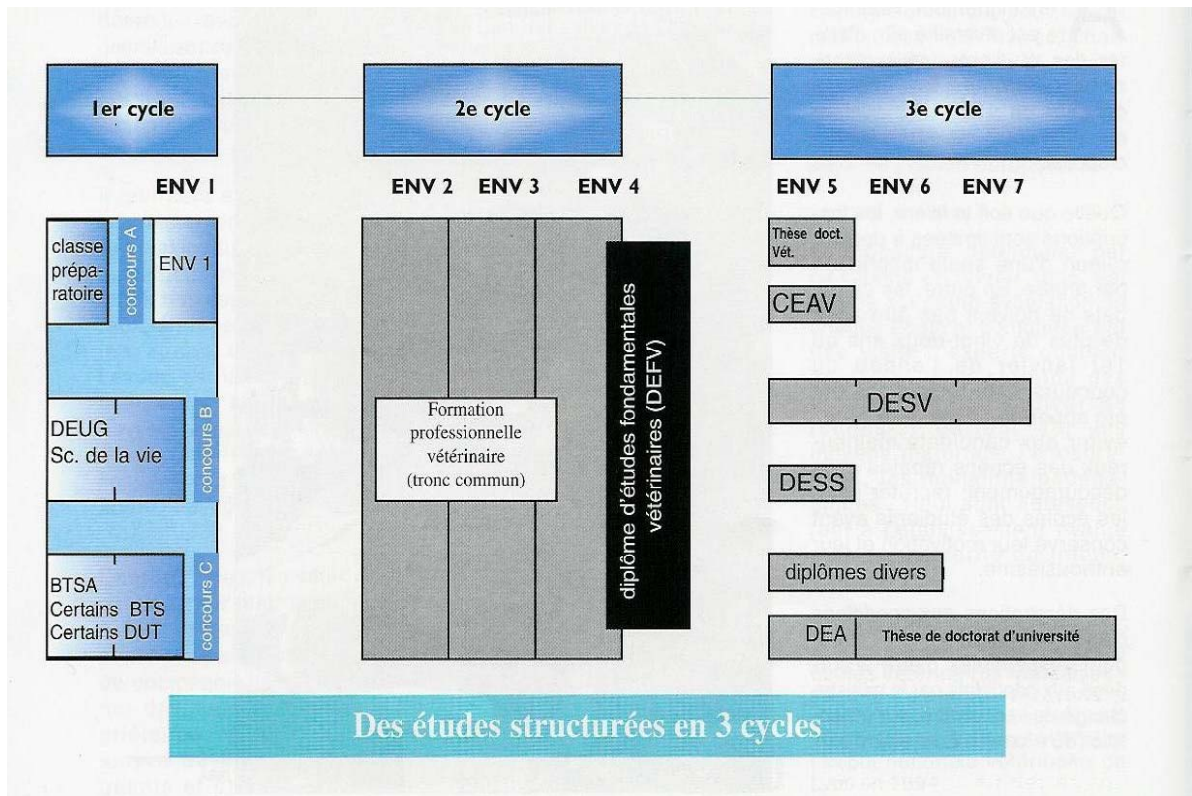 1er cycle
2e cycle
3e cycle
ENV 1
ENV 2
ENV 3
ENV 4
ENV 5
ENV 6
ENV 7
classe
prépa-
ratoire
concours A
ENV 1
DEUG
Sc. de la vie
concours B
BTSA
Certains BTS
Certains DUT
concours C
Formation
professionnelle
vétérinaire
(tronc commun)
diplôme d'études fondamentales
vétérinaires (DEFV)
Thèse doct.
Vét.
CEAV
DESV
DESS
diplômes divers
DEA
Thèse de doctorat d'université
Des études structurées en 3 cycles